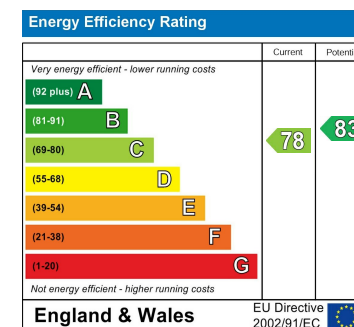 Energy Efficiency Rating
Current
Very energy efficient - lower running costs
(92 plus) A
(81-91) B
(69-80) C
(55-68) D
(39-54) E
(21-38) F
(1-20) G
78
83
Not energy efficient - higher running costs
England & Wales
EU Directive
2002/91/EC